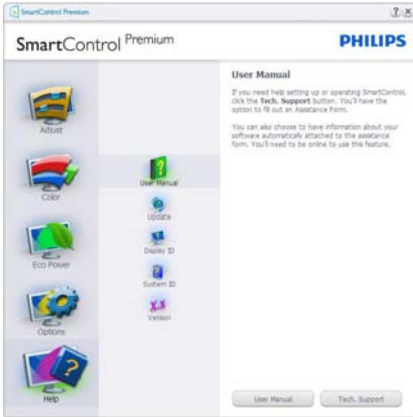 SmartControl Premium
? X
SmartControl Premium
PHILIPS
Adjust
Color
Eco Power
Options
Help
User Manual
Update
Display ID
System ID
Version
User Manual
If you need help setting up or operating SmartControl,
click the Tech. Support button. You'll have the
option to fill out an Assistance Form.
You can also choose to have information about your
software automatically attached to the assistance
form. You'll need to be online to use this feature.
User Manual
Tech. Support